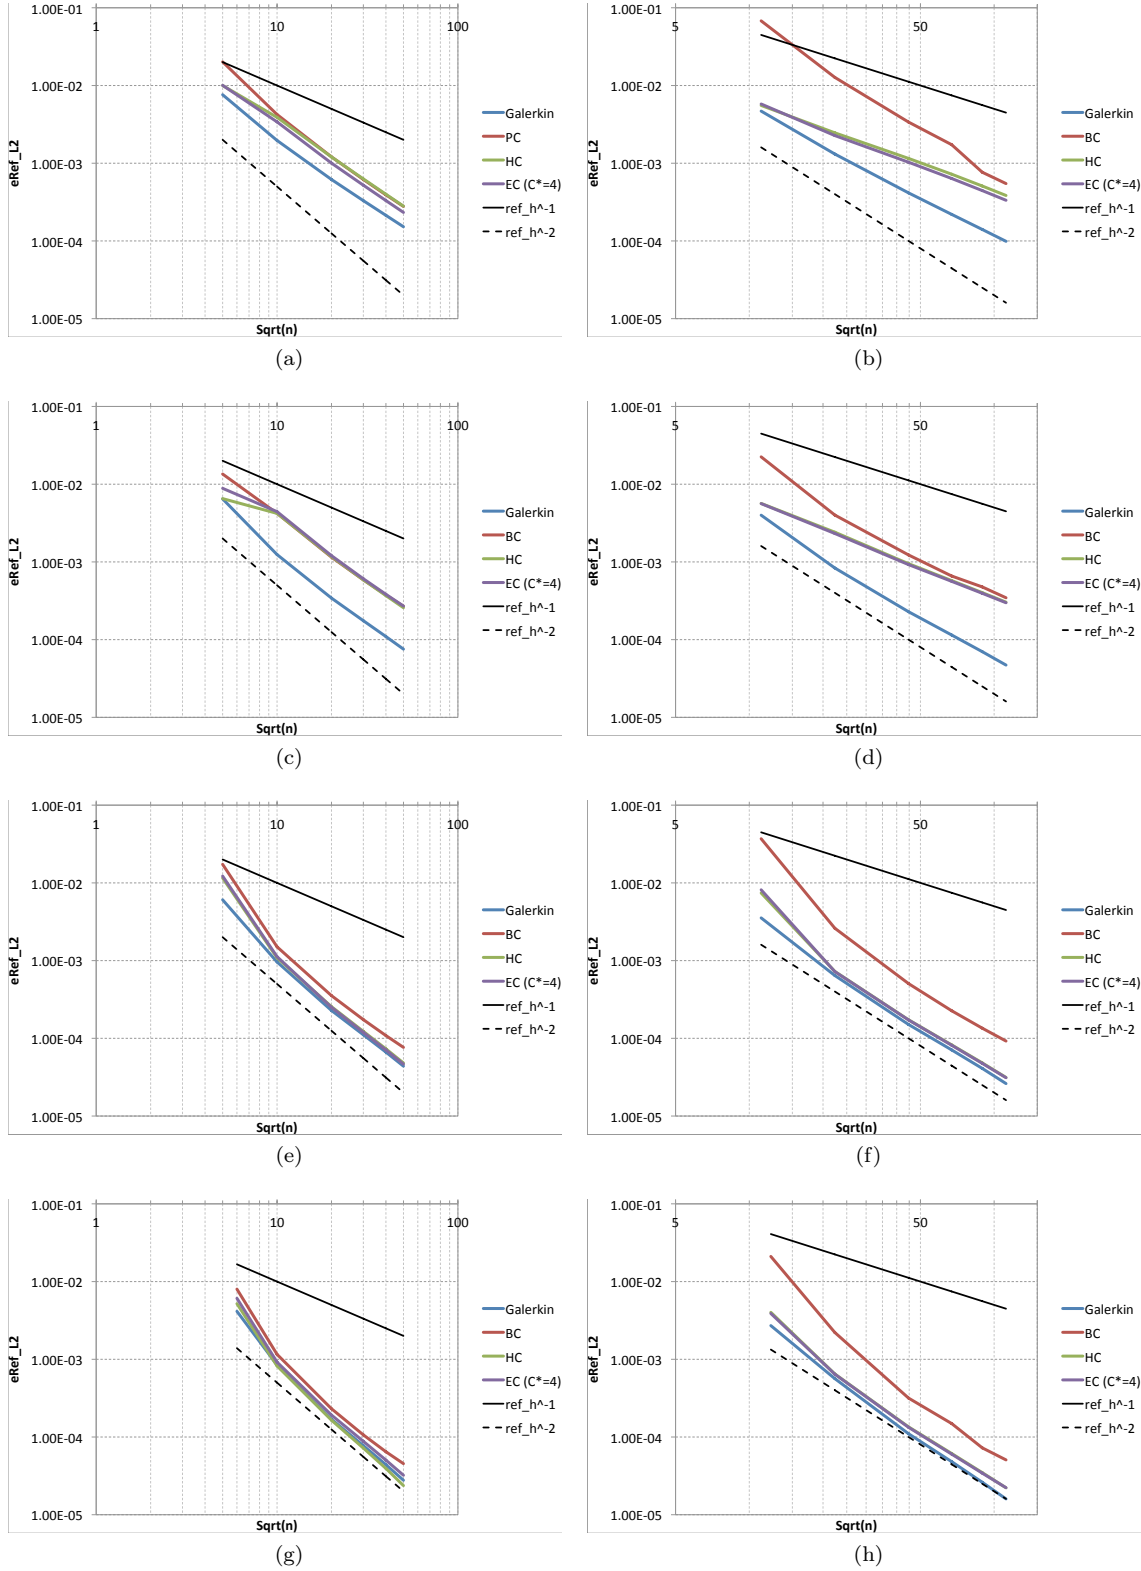 1.00E-01
1.00E-02
1.00E-03
1.00E-04
1.00E-05
1
10
100
eRef_L2
Sqrt(n)
Galerkin
PC
HC
EC (C*=4)
ref_h^-1
ref_h^-2
(a)
1.00E-01
1.00E-02
1.00E-03
1.00E-04
1.00E-05
5
50
eRef_L2
Sqrt(n)
Galerkin
BC
HC
EC (C*=4)
ref_h^-1
ref_h^-2
(b)
1.00E-01
1.00E-02
1.00E-03
1.00E-04
1.00E-05
1
10
100
eRef_L2
Sqrt(n)
Galerkin
BC
HC
EC (C*=4)
ref_h^-1
ref_h^-2
(c)
1.00E-01
1.00E-02
1.00E-03
1.00E-04
1.00E-05
5
50
eRef_L2
Sqrt(n)
Galerkin
BC
HC
EC (C*=4)
ref_h^-1
ref_h^-2
(d)
1.00E-01
1.00E-02
1.00E-03
1.00E-04
1.00E-05
1
10
100
eRef_L2
Sqrt(n)
Galerkin
BC
HC
EC (C*=4)
ref_h^-1
ref_h^-2
(e)
1.00E-01
1.00E-02
1.00E-03
1.00E-04
1.00E-05
5
50
eRef_L2
Sqrt(n)
Galerkin
BC
HC
EC (C*=4)
ref_h^-1
ref_h^-2
(f)
1.00E-01
1.00E-02
1.00E-03
1.00E-04
1.00E-05
1
10
100
eRef_L2
Sqrt(n)
Galerkin
BC
HC
EC (C*=4)
ref_h^-1
ref_h^-2
(g)
1.00E-01
1.00E-02
1.00E-03
1.00E-04
1.00E-05
5
50
eRef_L2
Sqrt(n)
Galerkin
BC
HC
EC (C*=4)
ref_h^-1
ref_h^-2
(h)